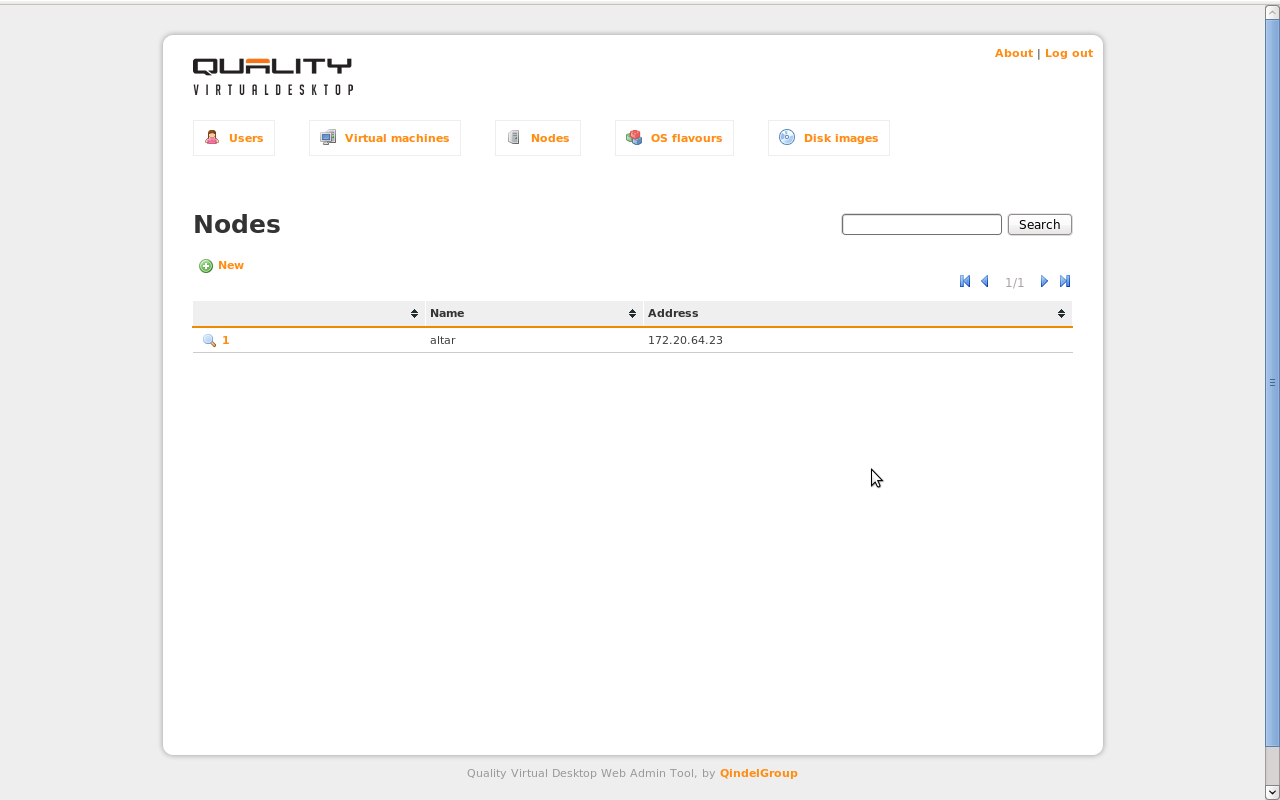 About | Log out
QUALITY
VIRTUALDESKTOP
Users Virtual machines Nodes OS flavours Disk images
Nodes Search
New
1/1
Name Address
1 altar 172.20.64.23
Quality Virtual Desktop Web Admin Tool, by QindelGroup